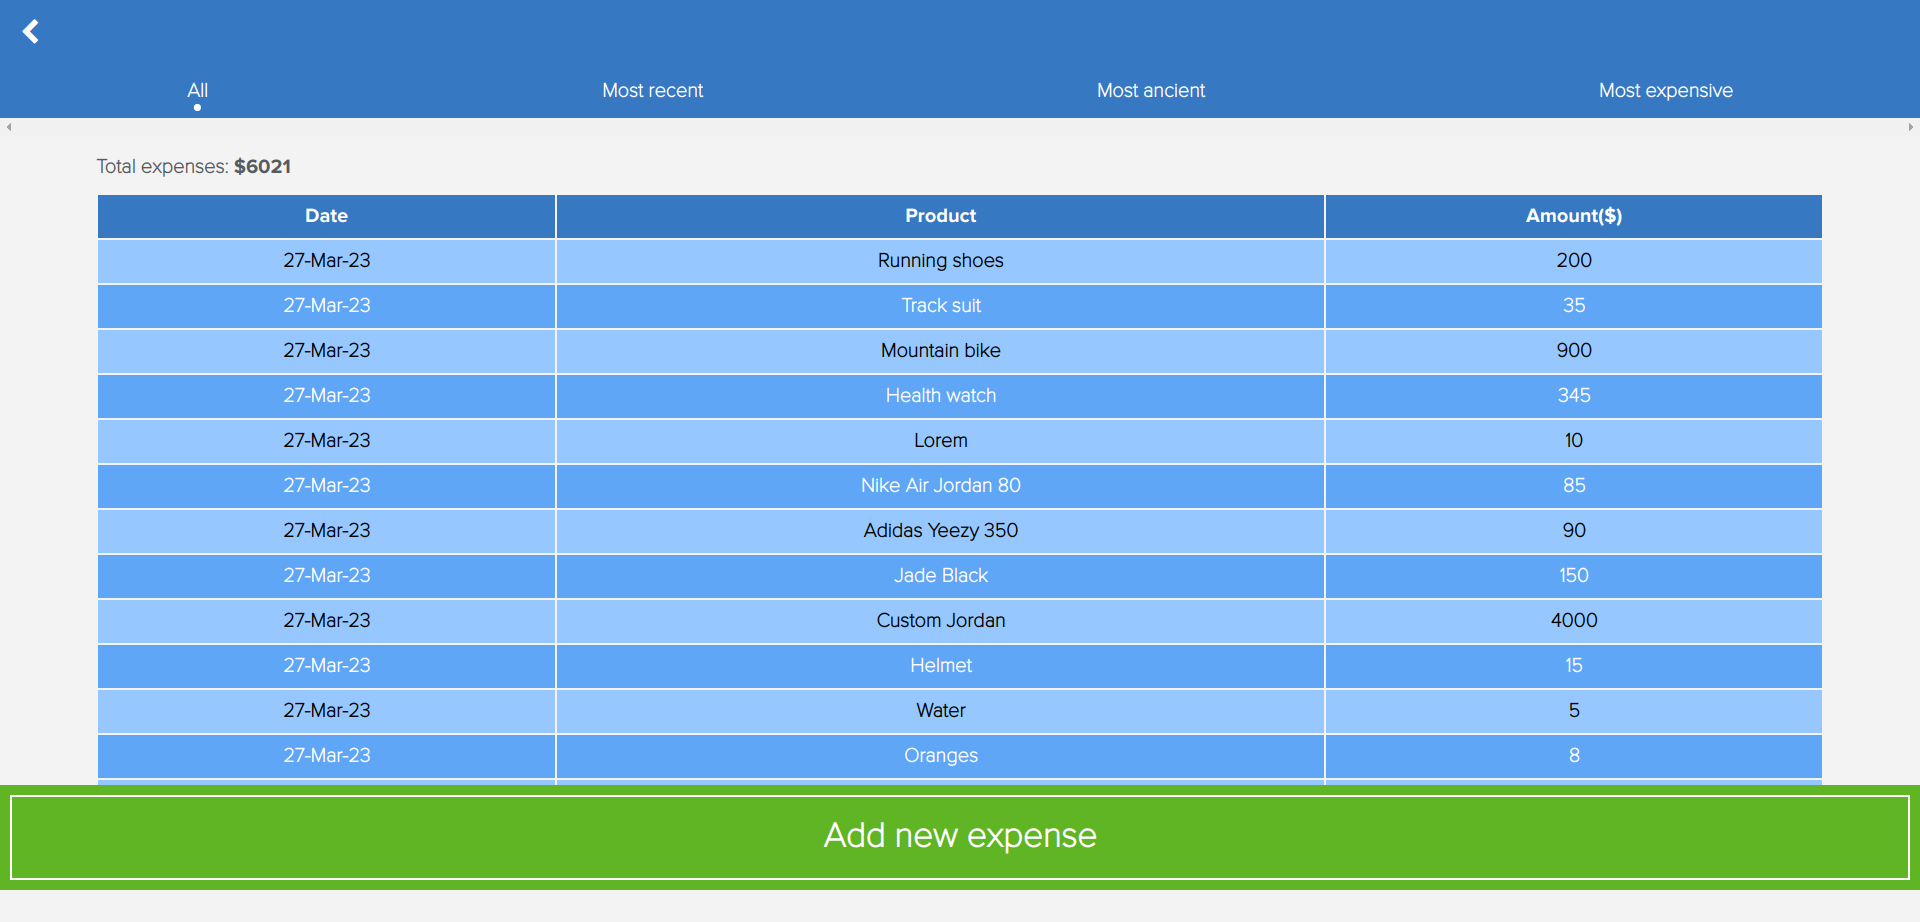 All Most recent Most ancient Most expensive
Total expenses: $6021
Date Product Amount($)
27-Mar-23 Running shoes 200
27-Mar-23 Track suit 35
27-Mar-23 Mountain bike 900
27-Mar-23 Health watch 345
27-Mar-23 Lorem 10
27-Mar-23 Nike Air Jordan 80 85
27-Mar-23 Adidas Yeezy 350 90
27-Mar-23 Jade Black 150
27-Mar-23 Custom Jordan 4000
27-Mar-23 Helmet 15
27-Mar-23 Water 5
27-Mar-23 Oranges 8
Add new expense